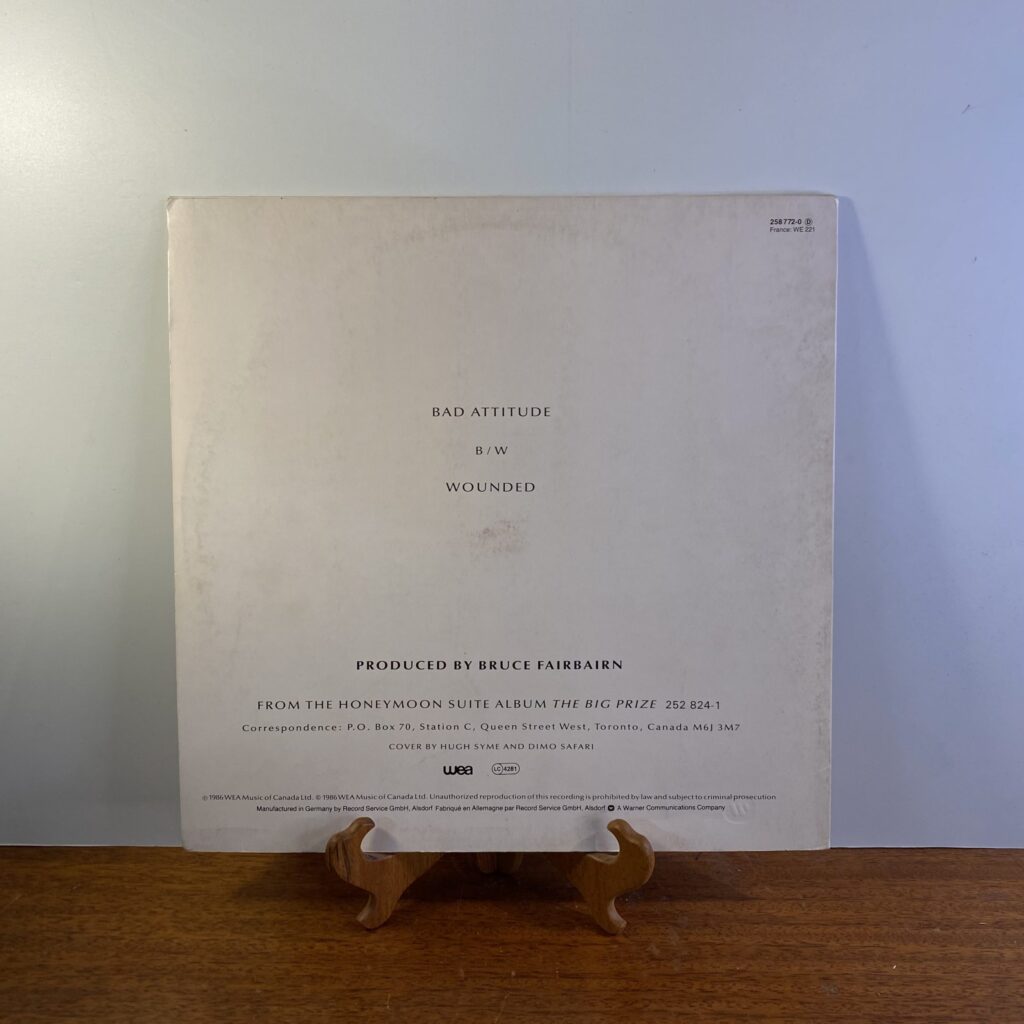 258 772-0 Ⓓ
France: WE 221
BAD ATTITUDE
B/W
WOUNDED
PRODUCED BY BRUCE FAIRBAIRN
FROM THE HONEYMOON SUITE ALBUM THE BIG PRIZE 252 824-1
Correspondence: P.O. Box 70, Station C, Queen Street West, Toronto, Canada M6J 3M7
COVER BY HUGH SYME AND DIMO SAFARI
wea LC 4281
℗ 1986 WEA Music of Canada Ltd. © 1986 WEA Music of Canada Ltd. Unauthorized reproduction of this recording is prohibited by law and subject to criminal prosecution
Manufactured in Germany by Record Service GmbH, Alsdorf. Fabriqué en Allemagne par Record Service GmbH, Alsdorf. A Warner Communications Company